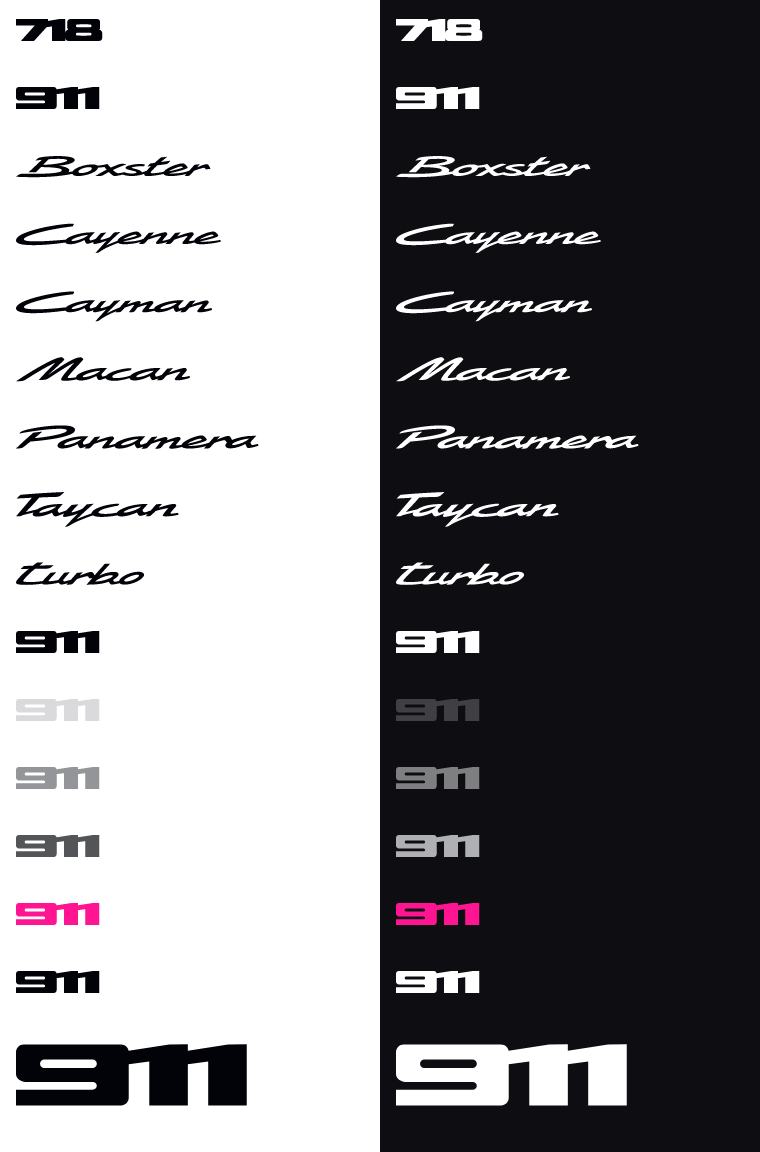 718 718
911 911
Boxster Boxster
Cayenne Cayenne
Cayman Cayman
Macan Macan
Panamera Panamera
Taycan Taycan
turbo turbo
911 911
911 911
911 911
911 911
911 911
911 911
911 911